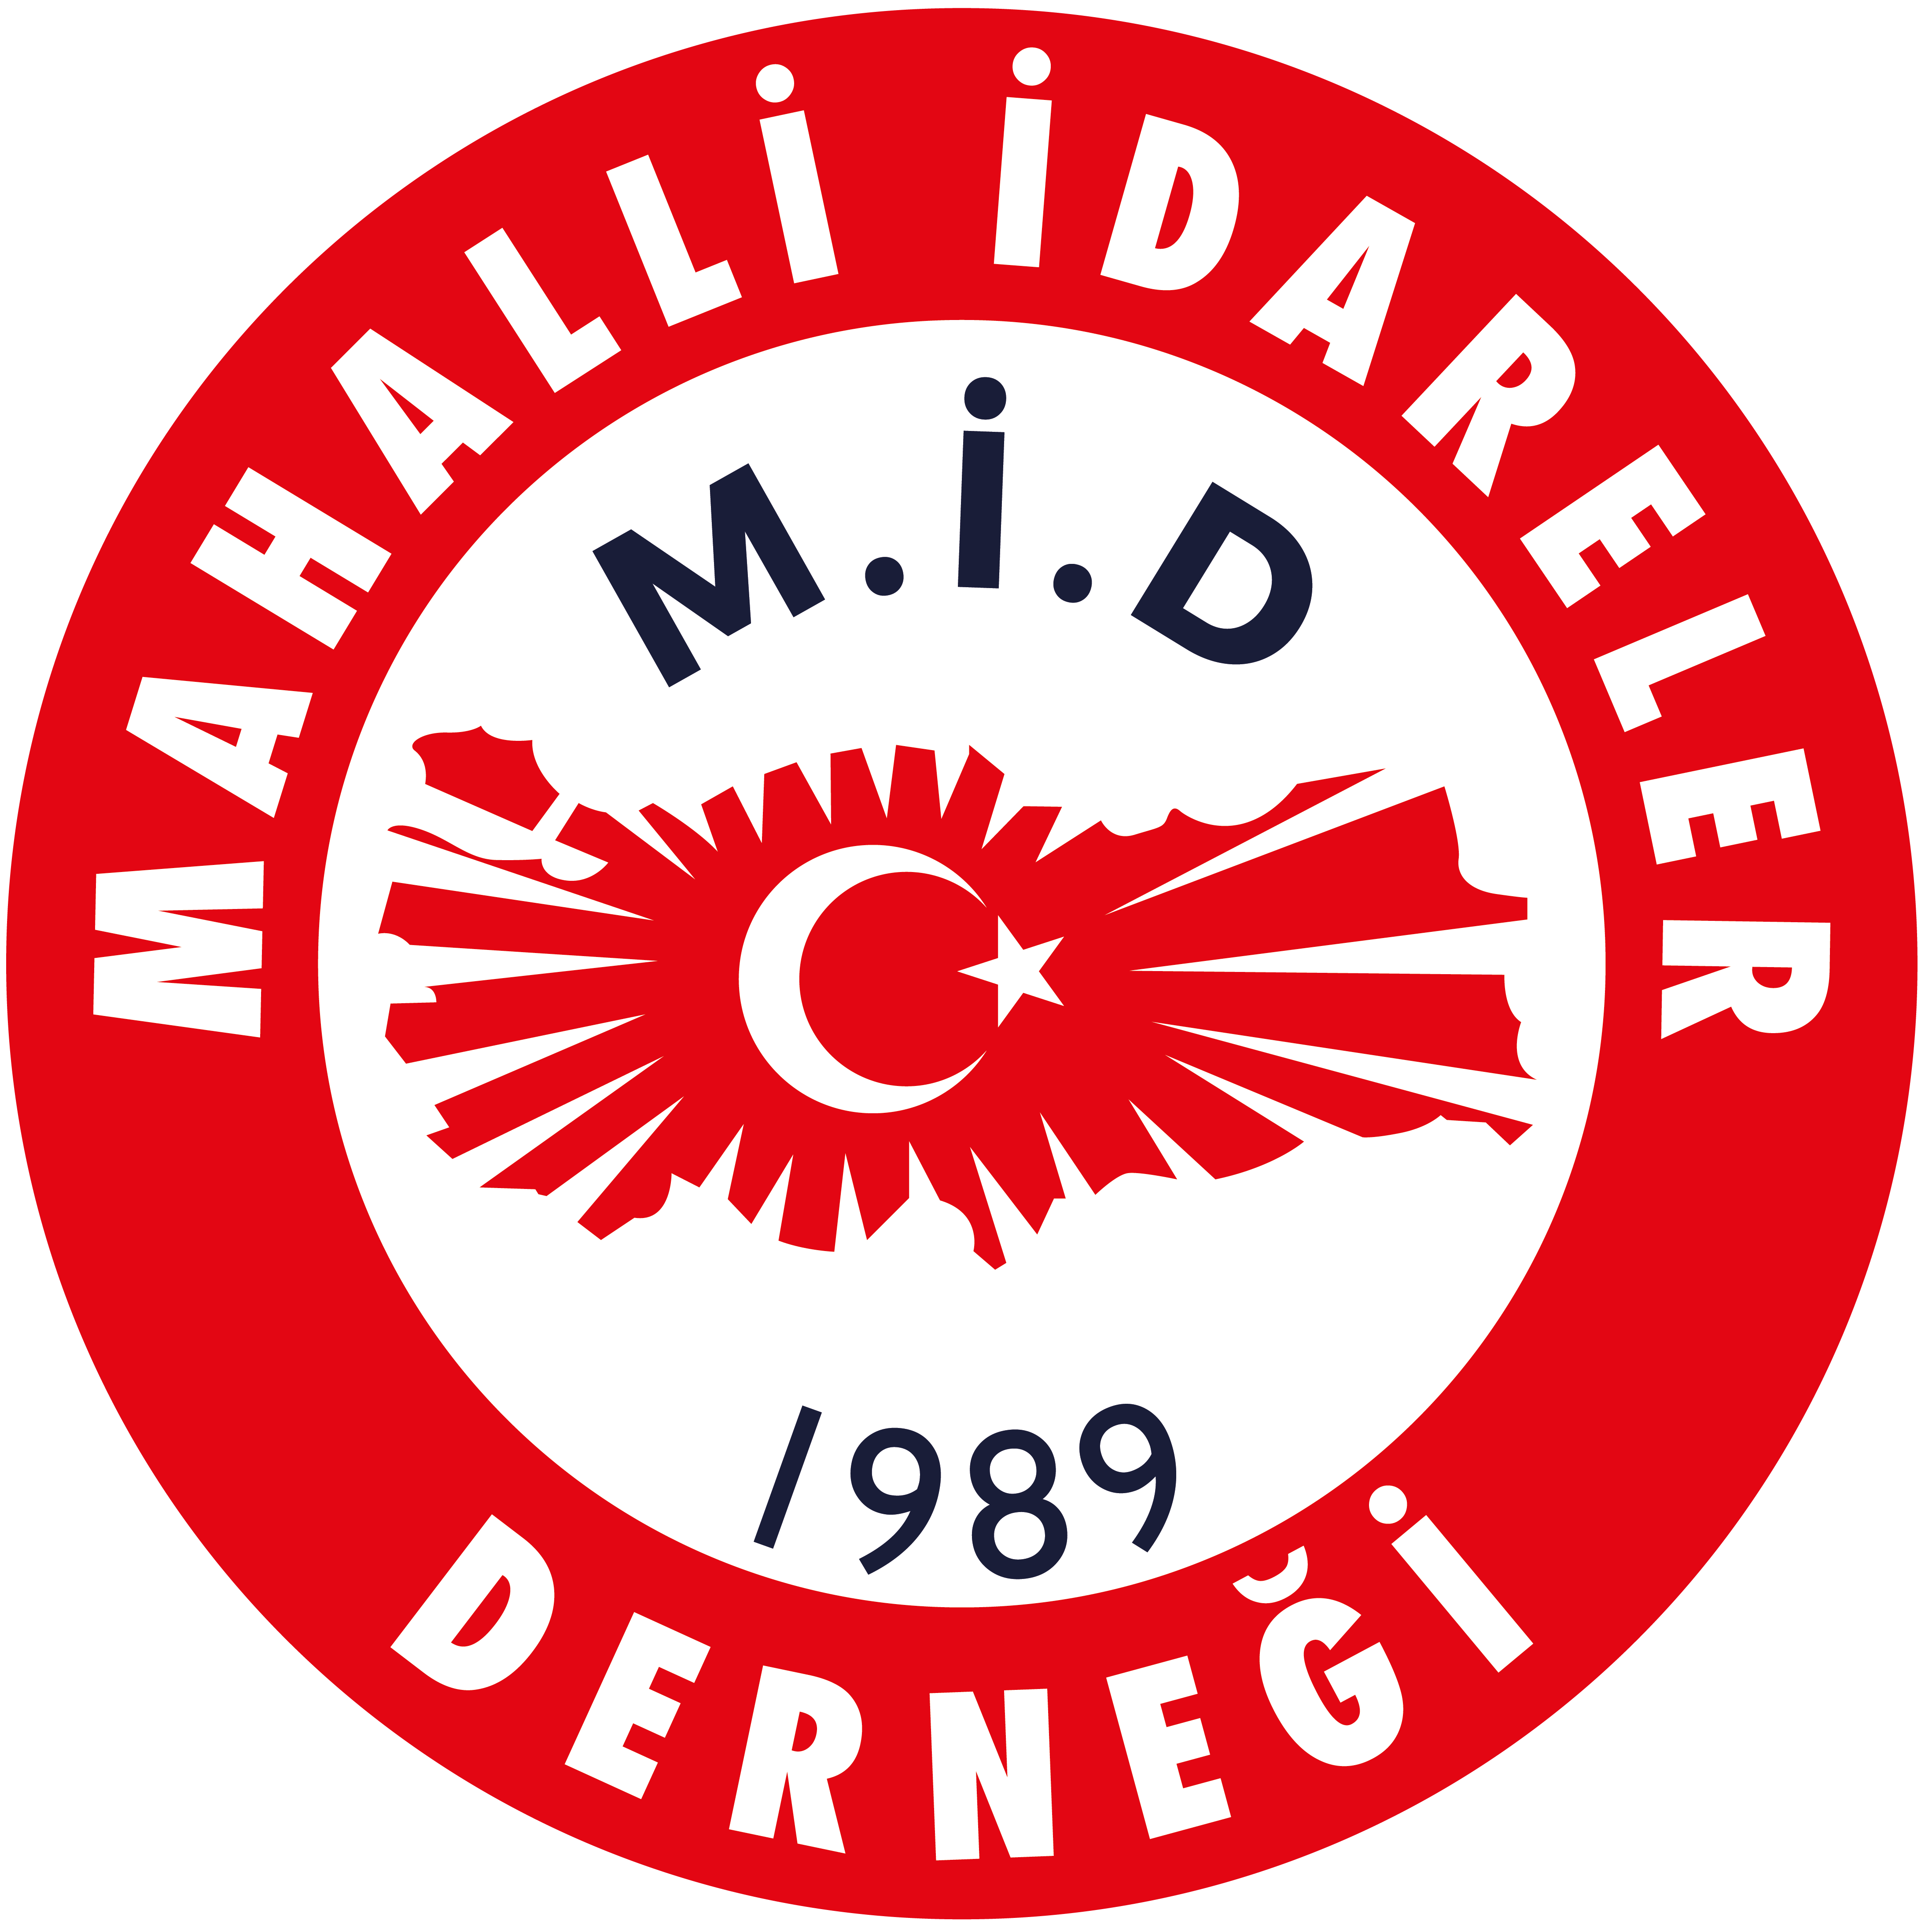 MAHALLİ İDARELER
M.İ.D
1989
DERNEĞİ